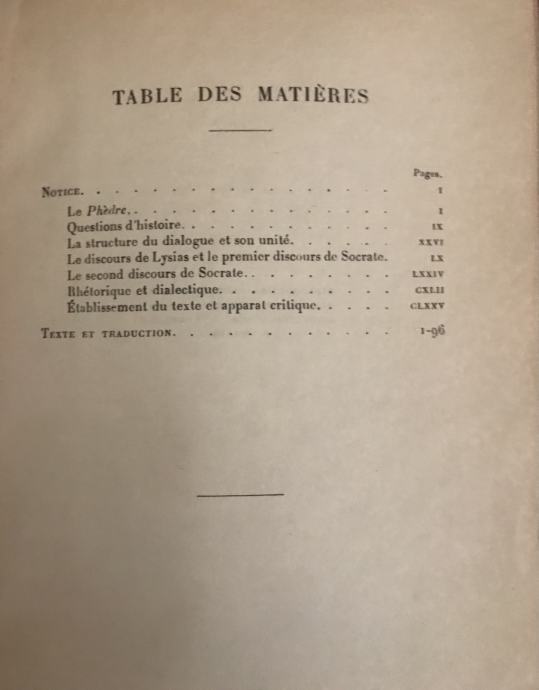 TABLE DES MATIÈRES
Pages.
NOTICE. . . . . . . . . . . . . . . . I
Le Phèdre. . . . . . . . . . . . . . I
Questions d'histoire. . . . . . . . . . . IX
La structure du dialogue et son unité. . . . . . XXVI
Le discours de Lysias et le premier discours de Socrate. LX
Le second discours de Socrate. . . . . . . . LXXIV
Rhétorique et dialectique. . . . . . . . . CXLII
Établissement du texte et apparat critique. . . . CLXXV
TEXTE ET TRADUCTION. . . . . . . . . . . 1-96